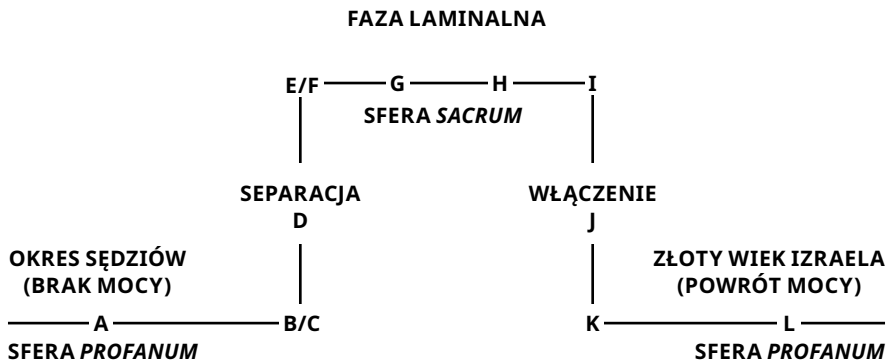 FAZA LAMINALNA
E/F G H I
SFERA SACRUM
SEPARACJA WŁĄCZENIE
D J
OKRES SĘDZIÓW ZŁOTY WIEK IZRAELA
(BRAK MOCY) (POWRÓT MOCY)
A B/C K L
SFERA PROFANUM SFERA PROFANUM